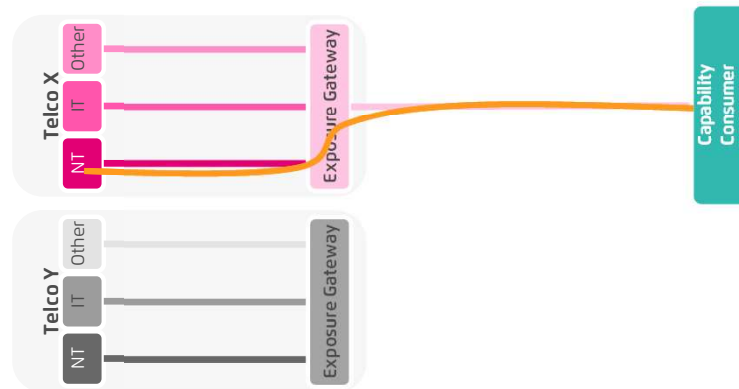 Telco X
Other
IT
NT
Exposure Gateway
Capability
Consumer
Telco Y
Other
IT
NT
Exposure Gateway